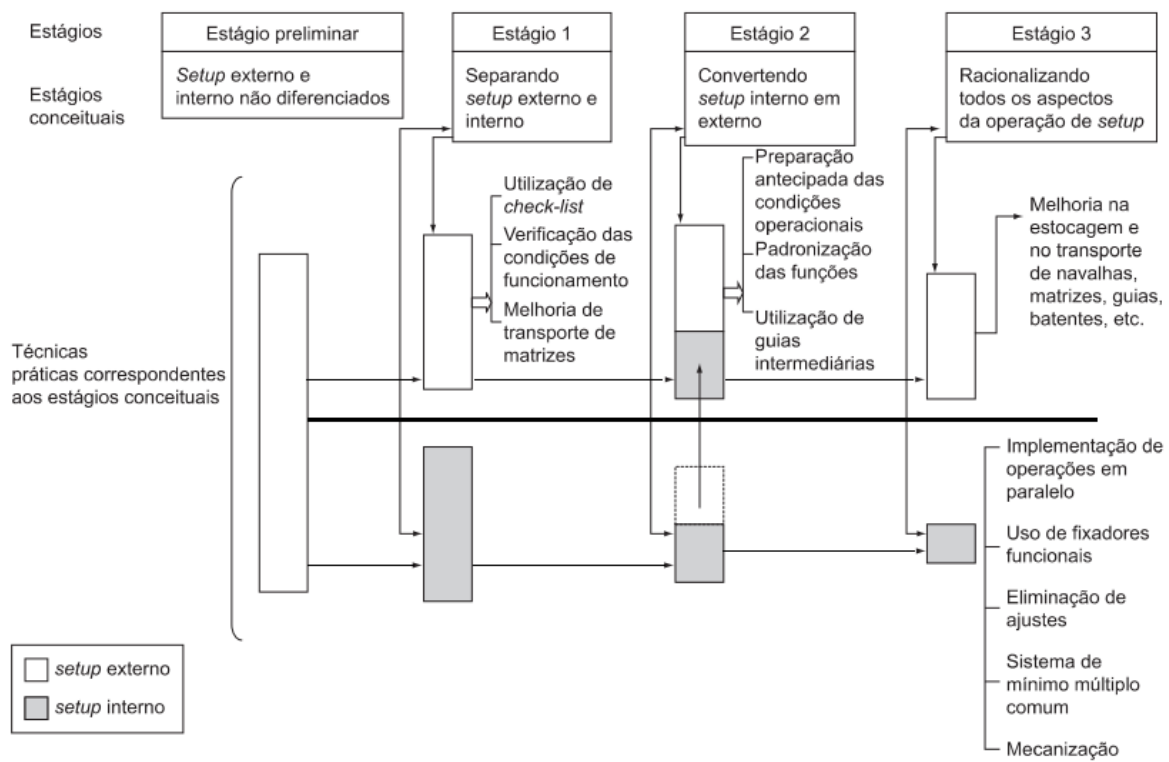 Estágios
Estágio preliminar
Estágio 1
Estágio 2
Estágio 3
Estágios
conceituais
Setup externo e
interno não diferenciados
Separando
setup externo e
interno
Convertendo
setup interno em
externo
Racionalizando
todos os aspectos
da operação de setup
Técnicas
práticas correspondentes
aos estágios conceituais
Utilização de
check-list
Verificação das
condições de
funcionamento
Melhoria de
transporte de
matrizes
Preparação
antecipada das
condições
operacionais
Padronização
das funções
Utilização de
guias
intermediárias
Melhoria na
estocagem e
no transporte
de navalhas,
matrizes, guias,
batentes, etc.
Implementação de
operações em
paralelo
Uso de fixadores
funcionais
Eliminação de
ajustes
Sistema de
mínimo múltiplo
comum
Mecanização
setup externo
setup interno